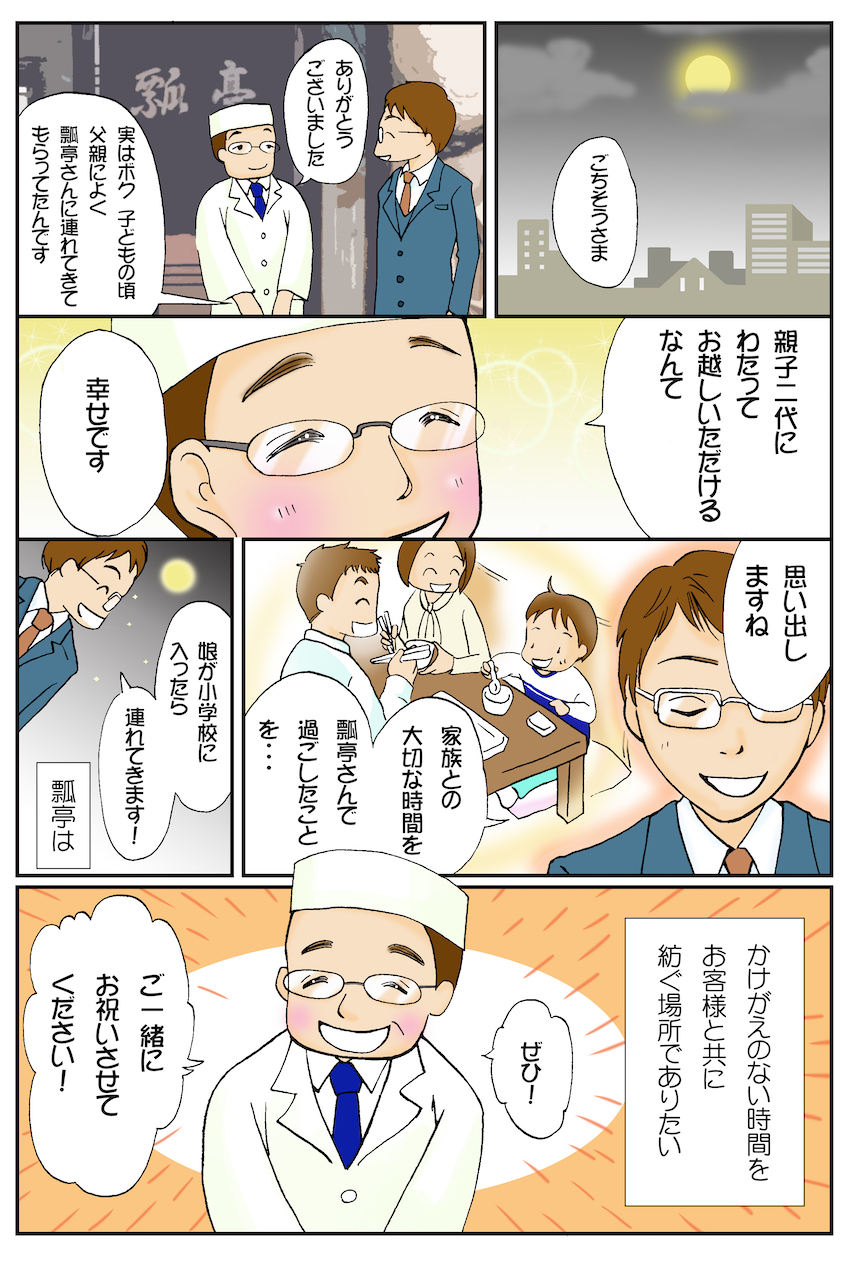 ごちそうさま
ありがとう
ございました
瓢亭
実はボク 子どもの頃
父親によく
瓢亭さんに連れてきて
もらってたんです
親子二代に
わたって
お越しいただける
なんて
幸せです
思い出し
ますね
家族との
大切な時間を
瓢亭さんで
過ごしたこと
を・・・
娘が小学校に
入ったら
連れてきます!
瓢亭は
かけがえのない時間を
お客様と共に
紡ぐ場所でありたい
ぜひ!
ご一緒に
お祝いさせて
ください!